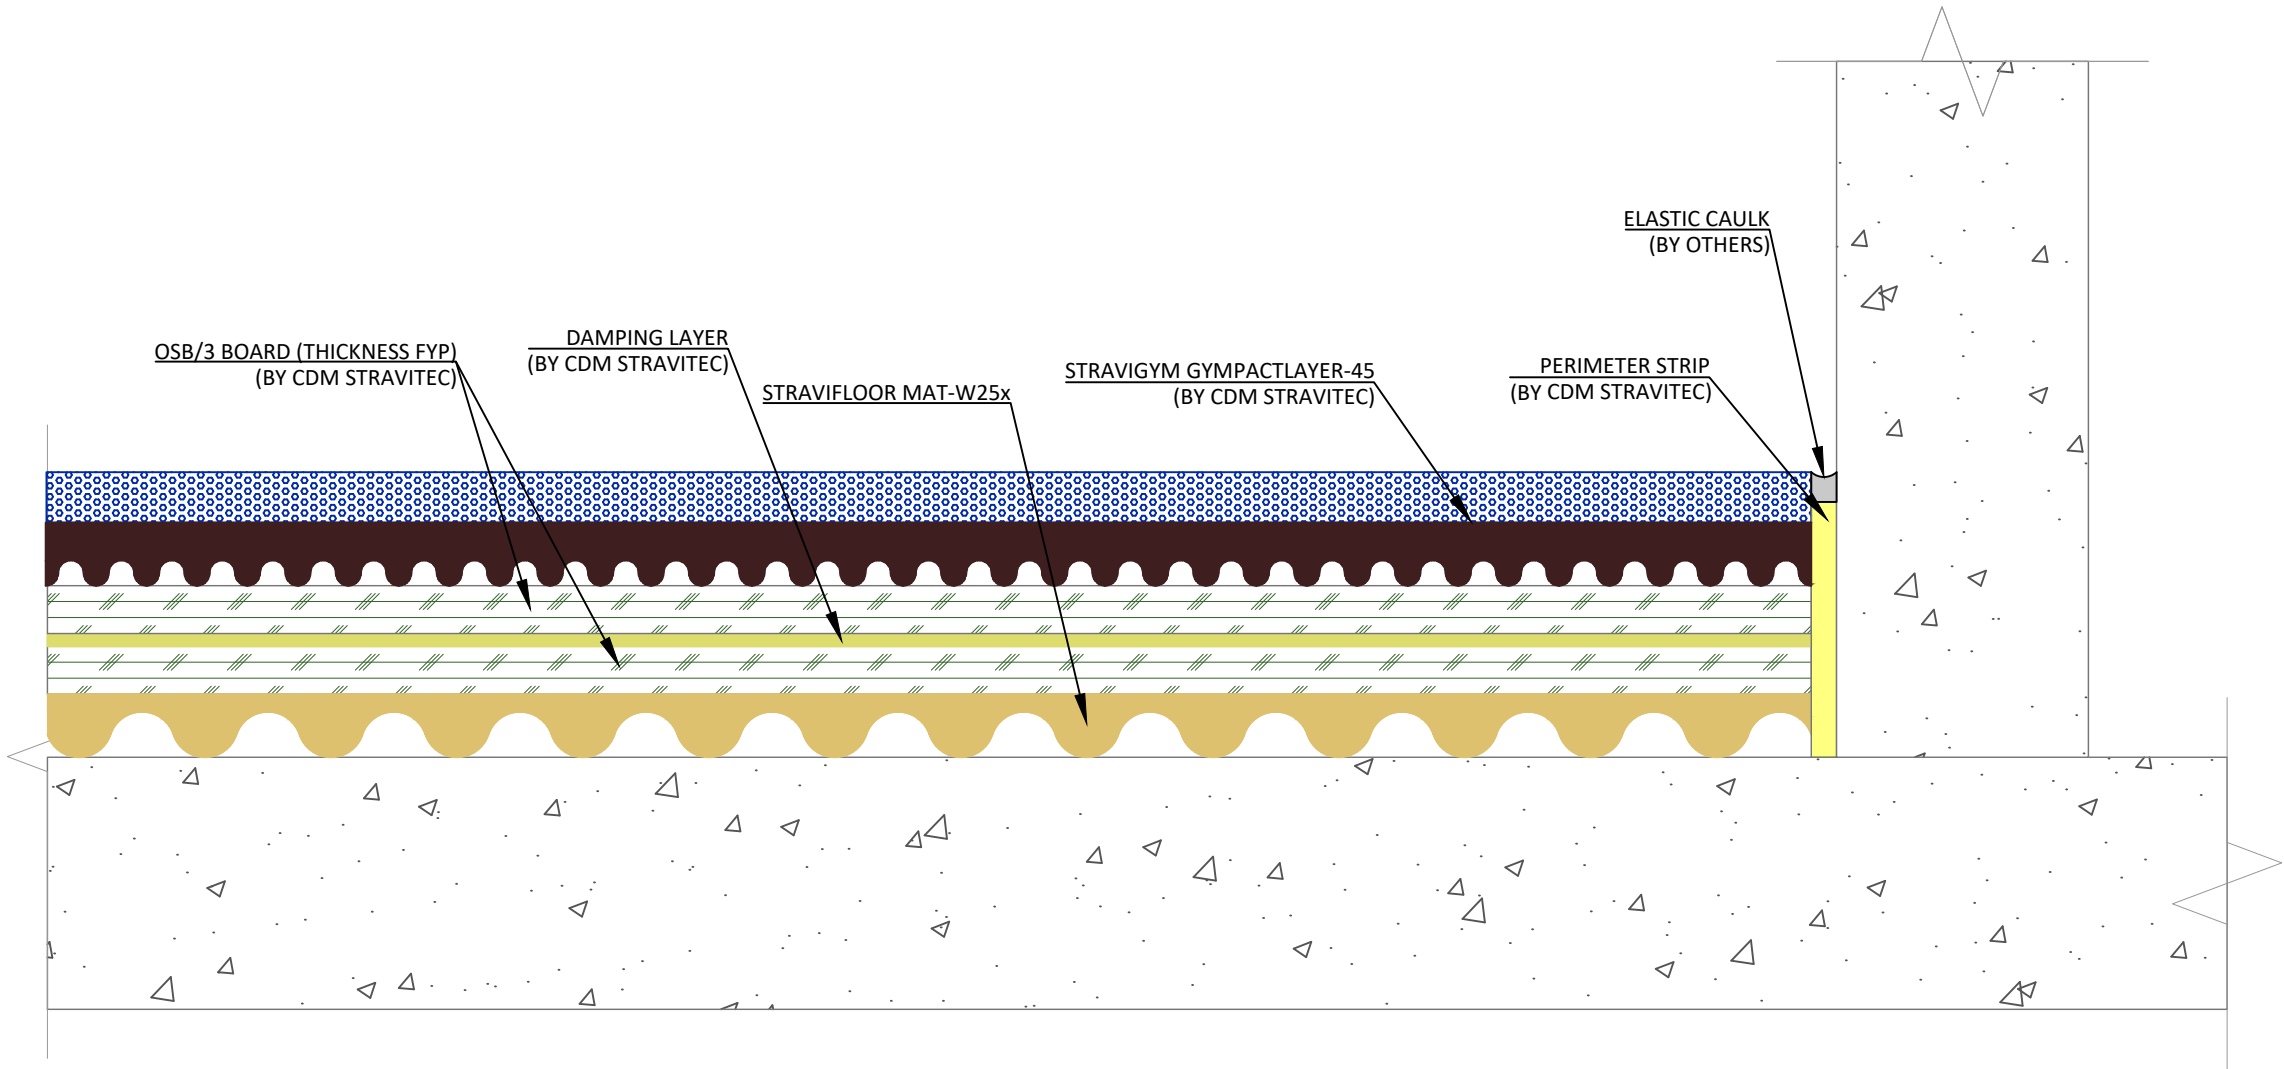 OSB/3 BOARD (THICKNESS FYP)
(BY CDM STRAVITEC)
DAMPING LAYER
(BY CDM STRAVITEC)
STRAVIFLOOR MAT-W25x
STRAVIGYM GYMPACTLAYER-45
(BY CDM STRAVITEC)
PERIMETER STRIP
(BY CDM STRAVITEC)
ELASTIC CAULK
(BY OTHERS)